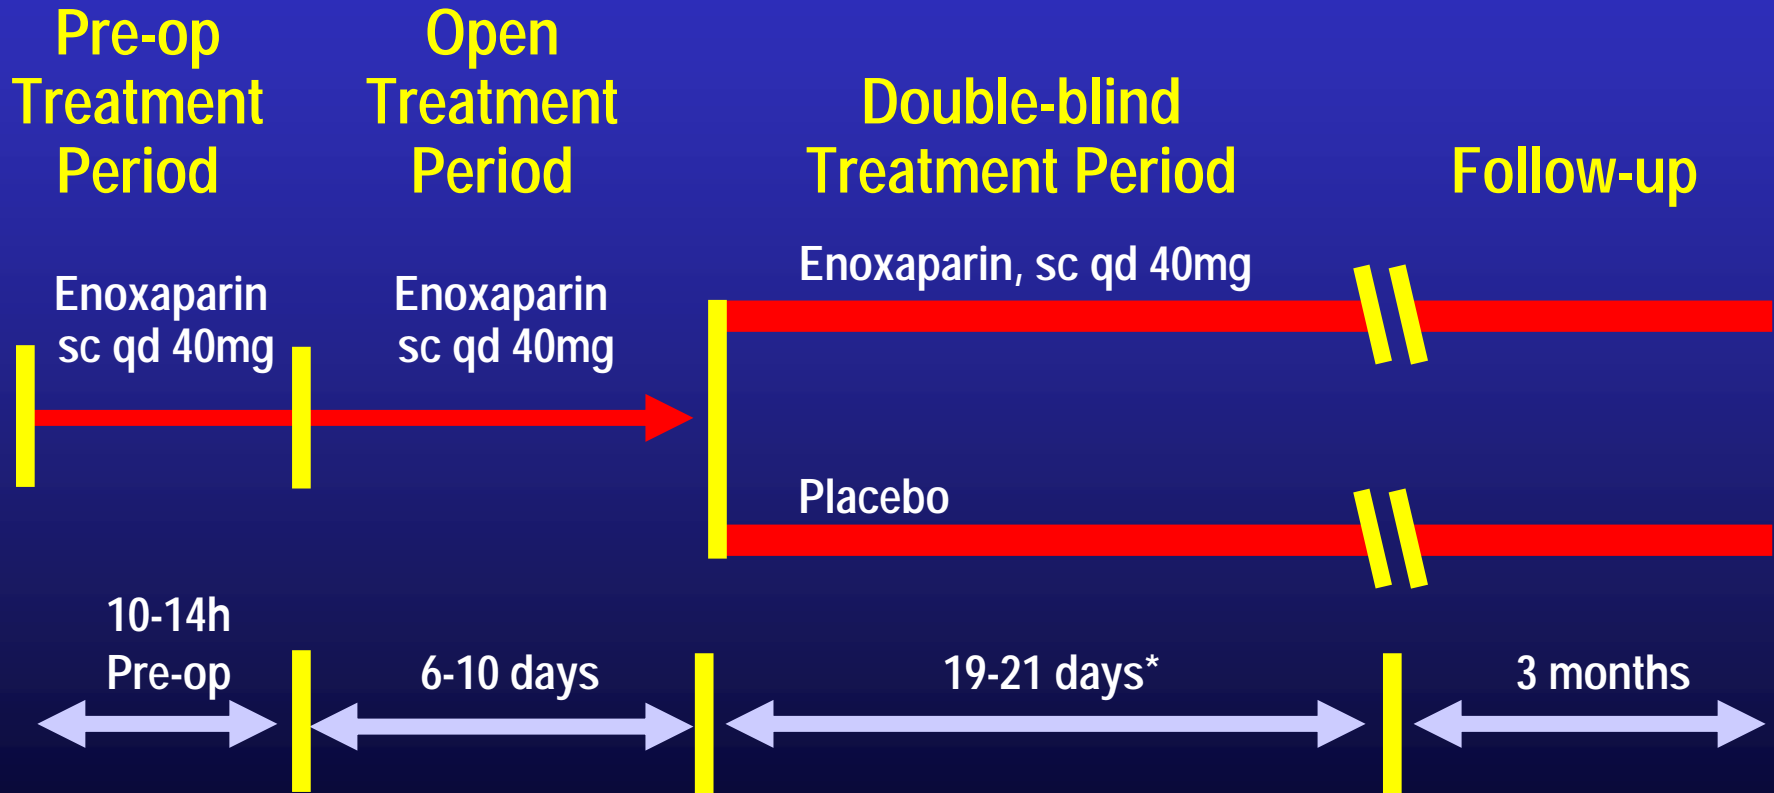 Pre-op
Treatment
Period
Open
Treatment
Period
Double-blind
Treatment Period
Follow-up
Enoxaparin
sc qd 40mg
Enoxaparin
sc qd 40mg
Enoxaparin, sc qd 40mg
Placebo
10-14h
Pre-op
6-10 days
19-21 days*
3 months